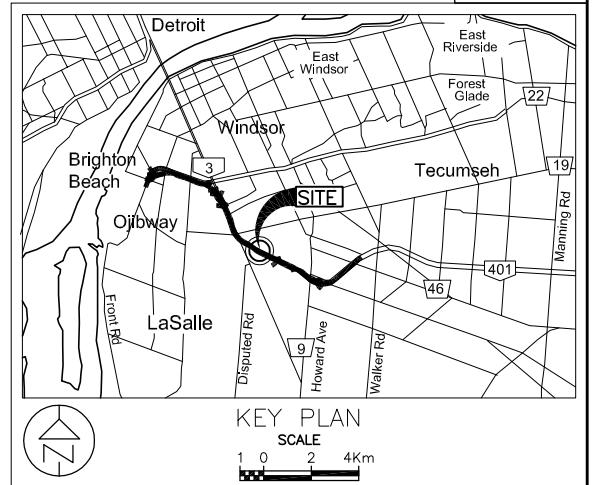 Detroit
East
Windsor
East
Riverside
Forest
Glade
22
Windsor
Brighton
Beach
3
Tecumseh
19
SITE
Ojibway
Manning Rd
401
46
Front Rd
LaSalle
Disputed Rd
9
Howard Ave
Walker Rd
N
KEY PLAN
SCALE
1 0 2 4Km